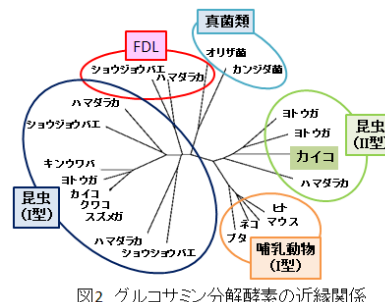 真菌類
FDL
オリザ菌
ショウジョウバエ
ハマダラカ
カンジダ菌
ハマダラカ
ショウジョウバエ
ヨトウガ
ヨトウガ
昆虫
(II型)
カイコ
キンウワバ
ヨトウガ
カイコ
クワコ
スズメガ
昆虫
(I型)
ハマダラカ
ヒト
マウス
ネコ
ブタ
ハマダラカ
ショウショウバエ
哺乳動物
(I型)
図2 グルコサミン分解酵素の近縁関係